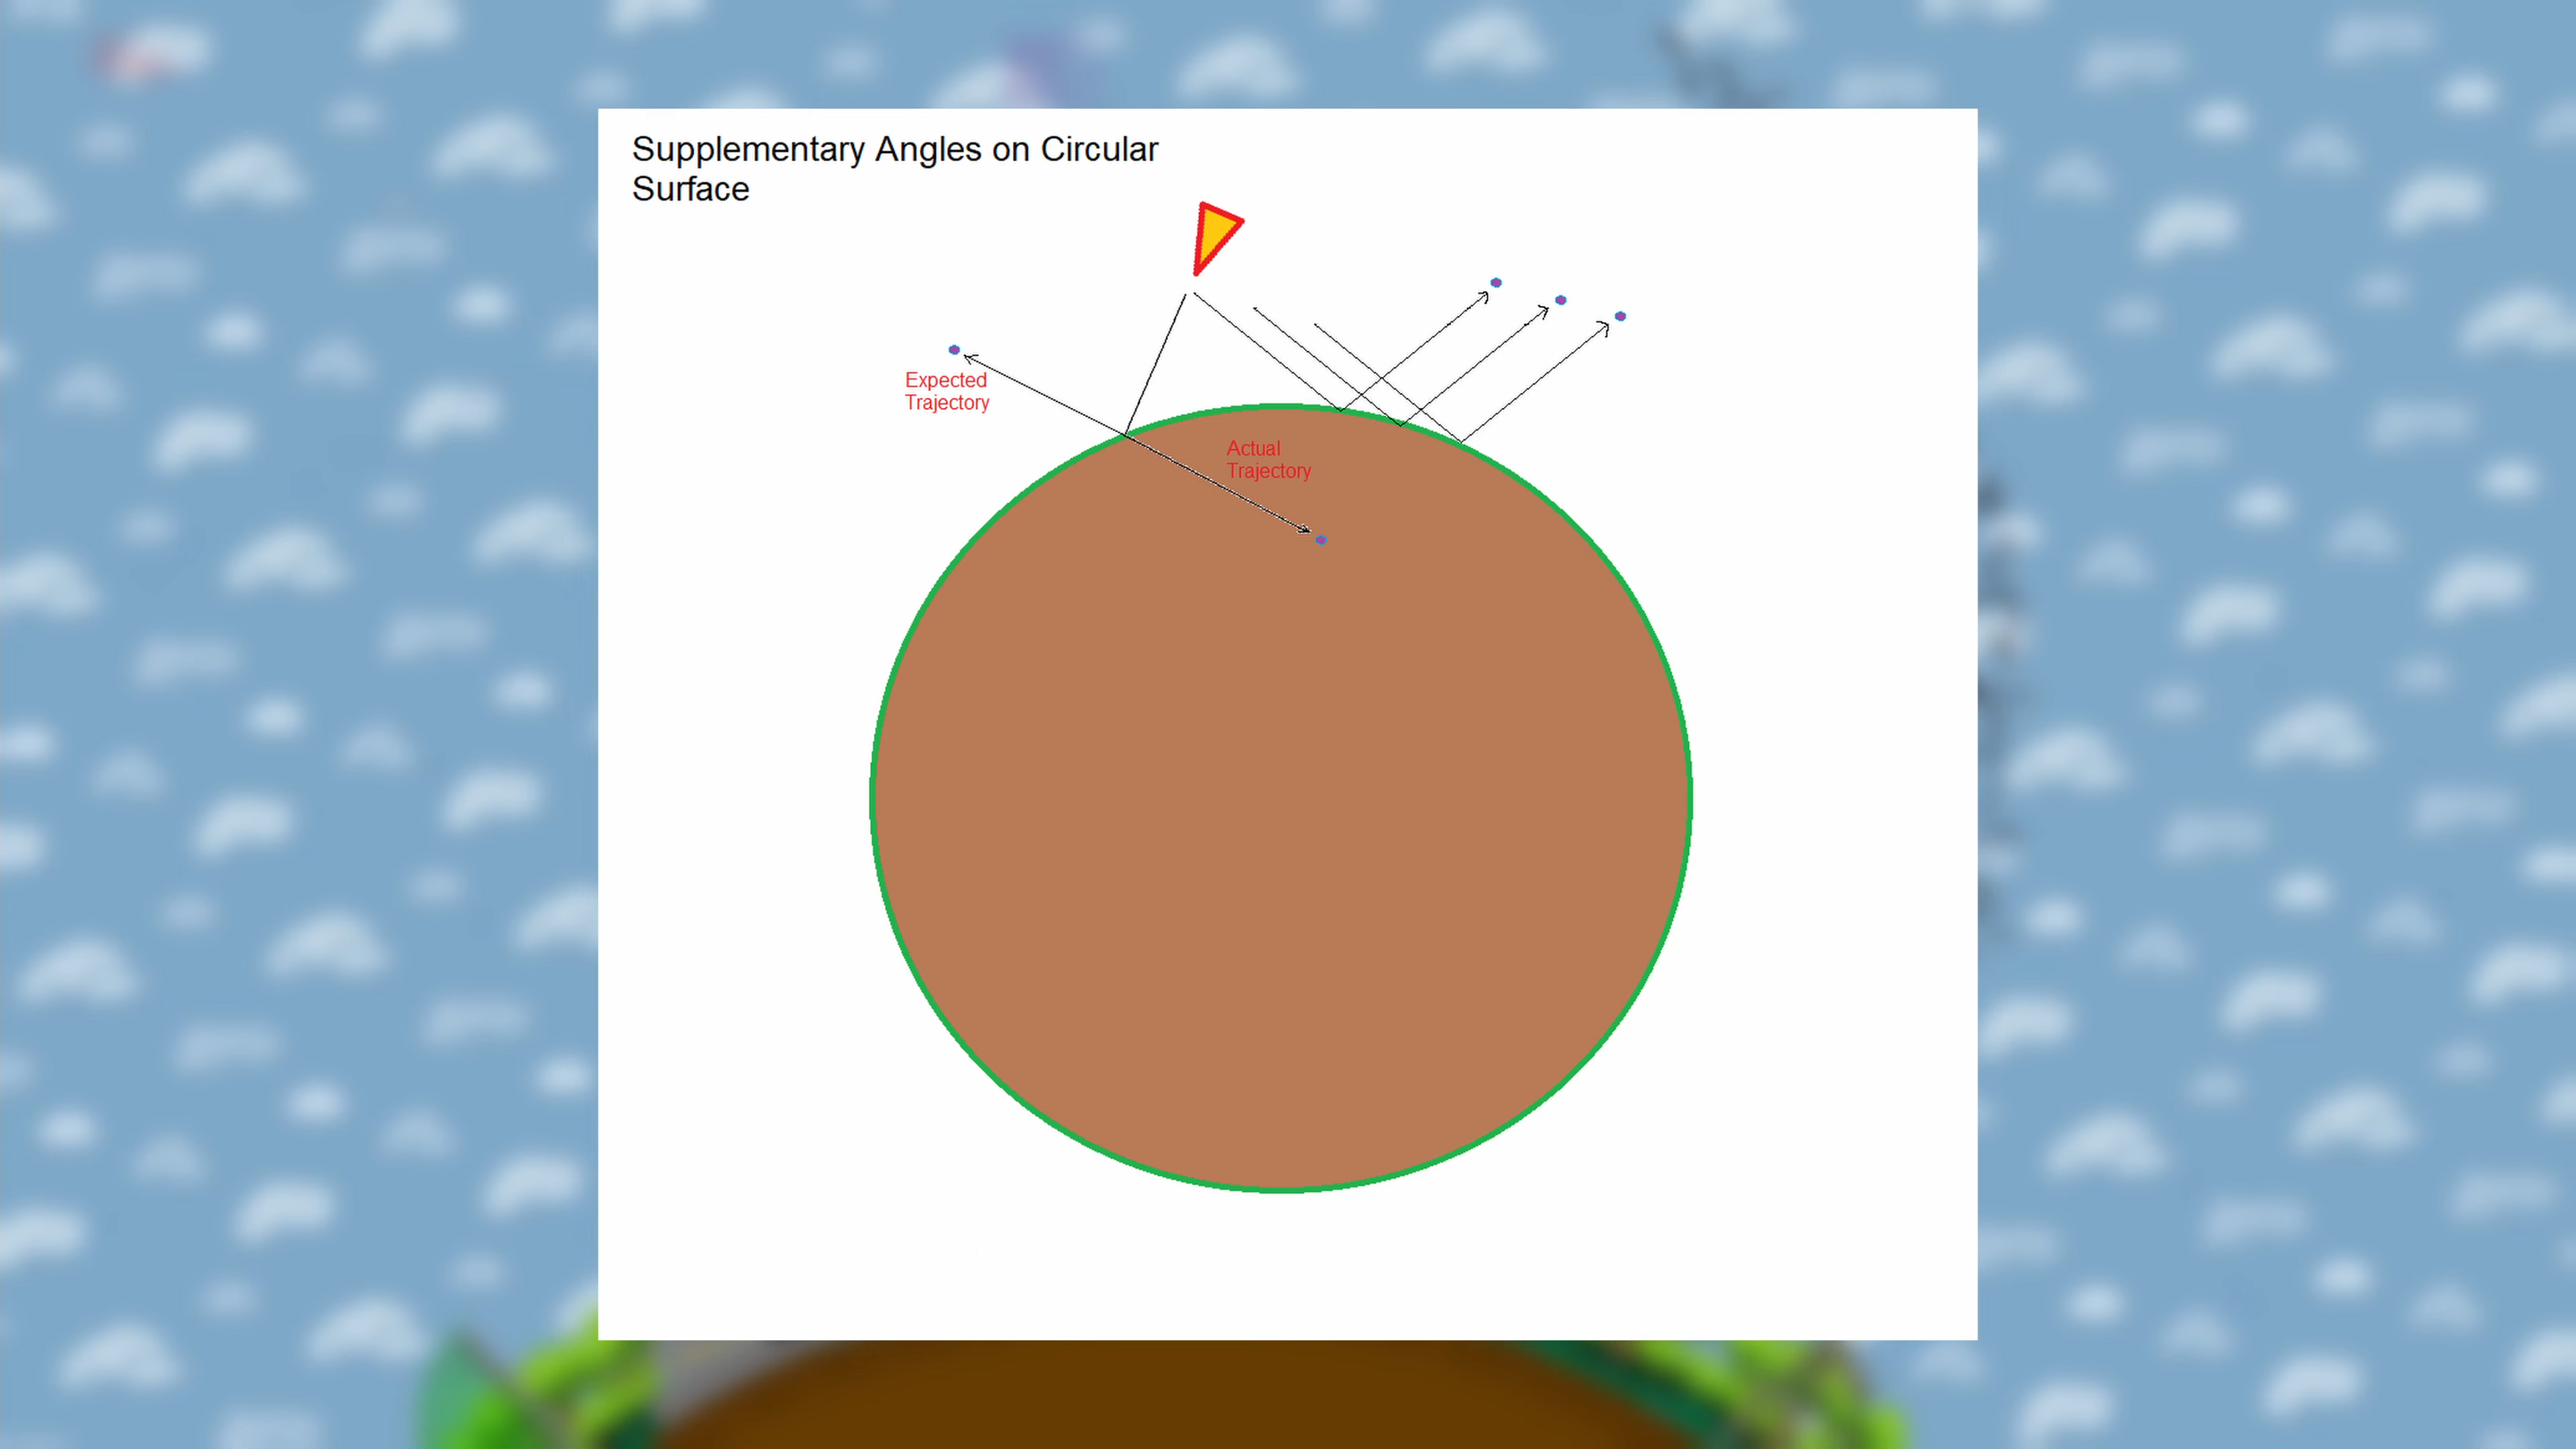 Supplementary Angles on Circular
Surface
Expected
Trajectory
Actual
Trajectory